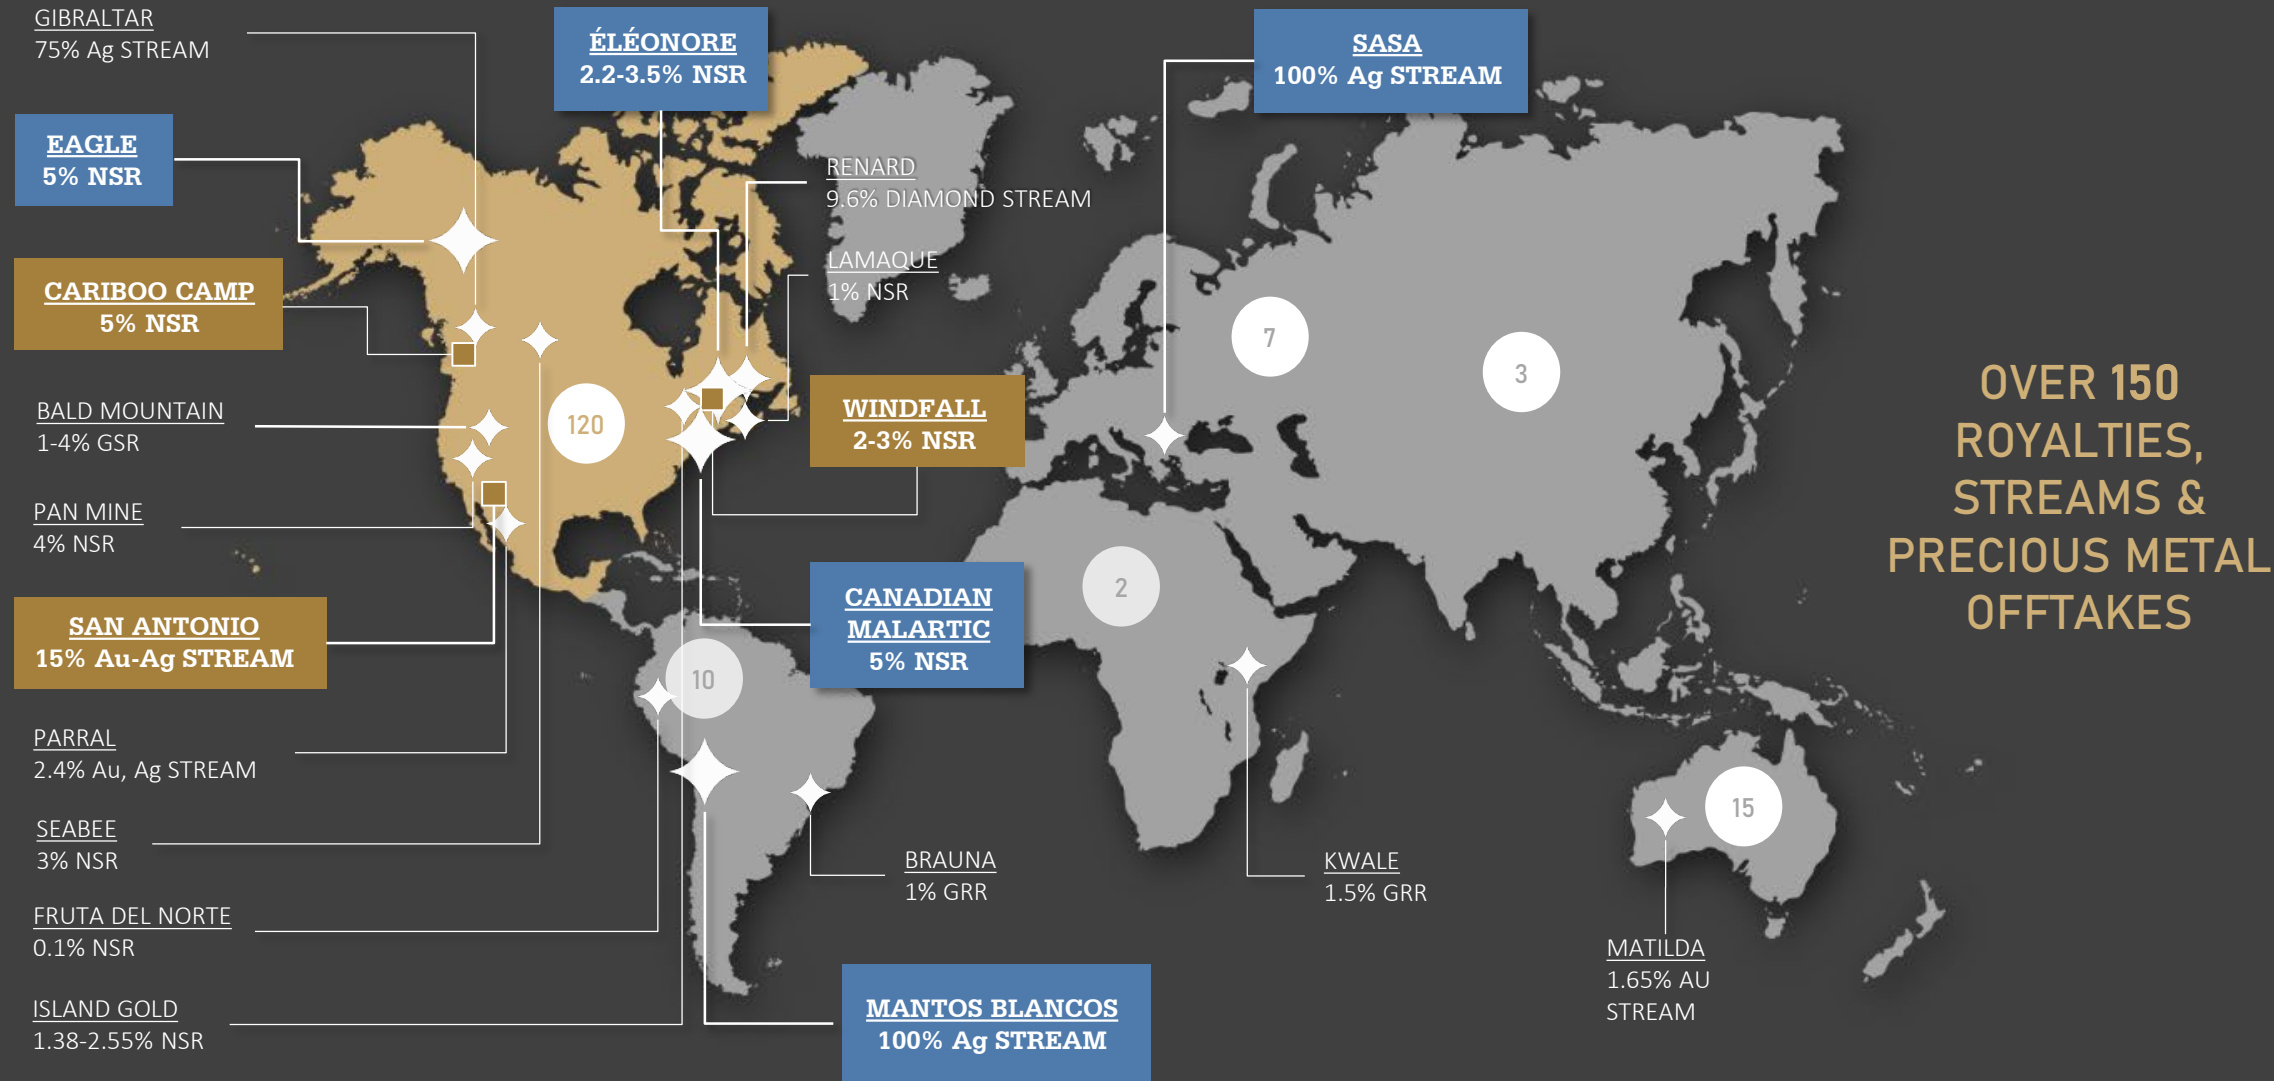 GIBRALTAR
75% Ag STREAM
EAGLE
5% NSR
CARIBOO CAMP
5% NSR
BALD MOUNTAIN
1-4% GSR
PAN MINE
4% NSR
SAN ANTONIO
15% Au-Ag STREAM
PARRAL
2.4% Au, Ag STREAM
SEABEE
3% NSR
FRUTA DEL NORTE
0.1% NSR
ISLAND GOLD
1.38-2.55% NSR
ÉLÉONORE
2.2-3.5% NSR
RENARD
9.6% DIAMOND STREAM
LAMAQUE
1% NSR
WINDFALL
2-3% NSR
CANADIAN
MALARTIC
5% NSR
120
10
BRAUNA
1% GRR
MANTOS BLANCOS
100% Ag STREAM
SASA
100% Ag STREAM
7
3
2
KWALE
1.5% GRR
15
MATILDA
1.65% AU
STREAM
OVER 150
ROYALTIES,
STREAMS &
PRECIOUS METAL
OFFTAKES